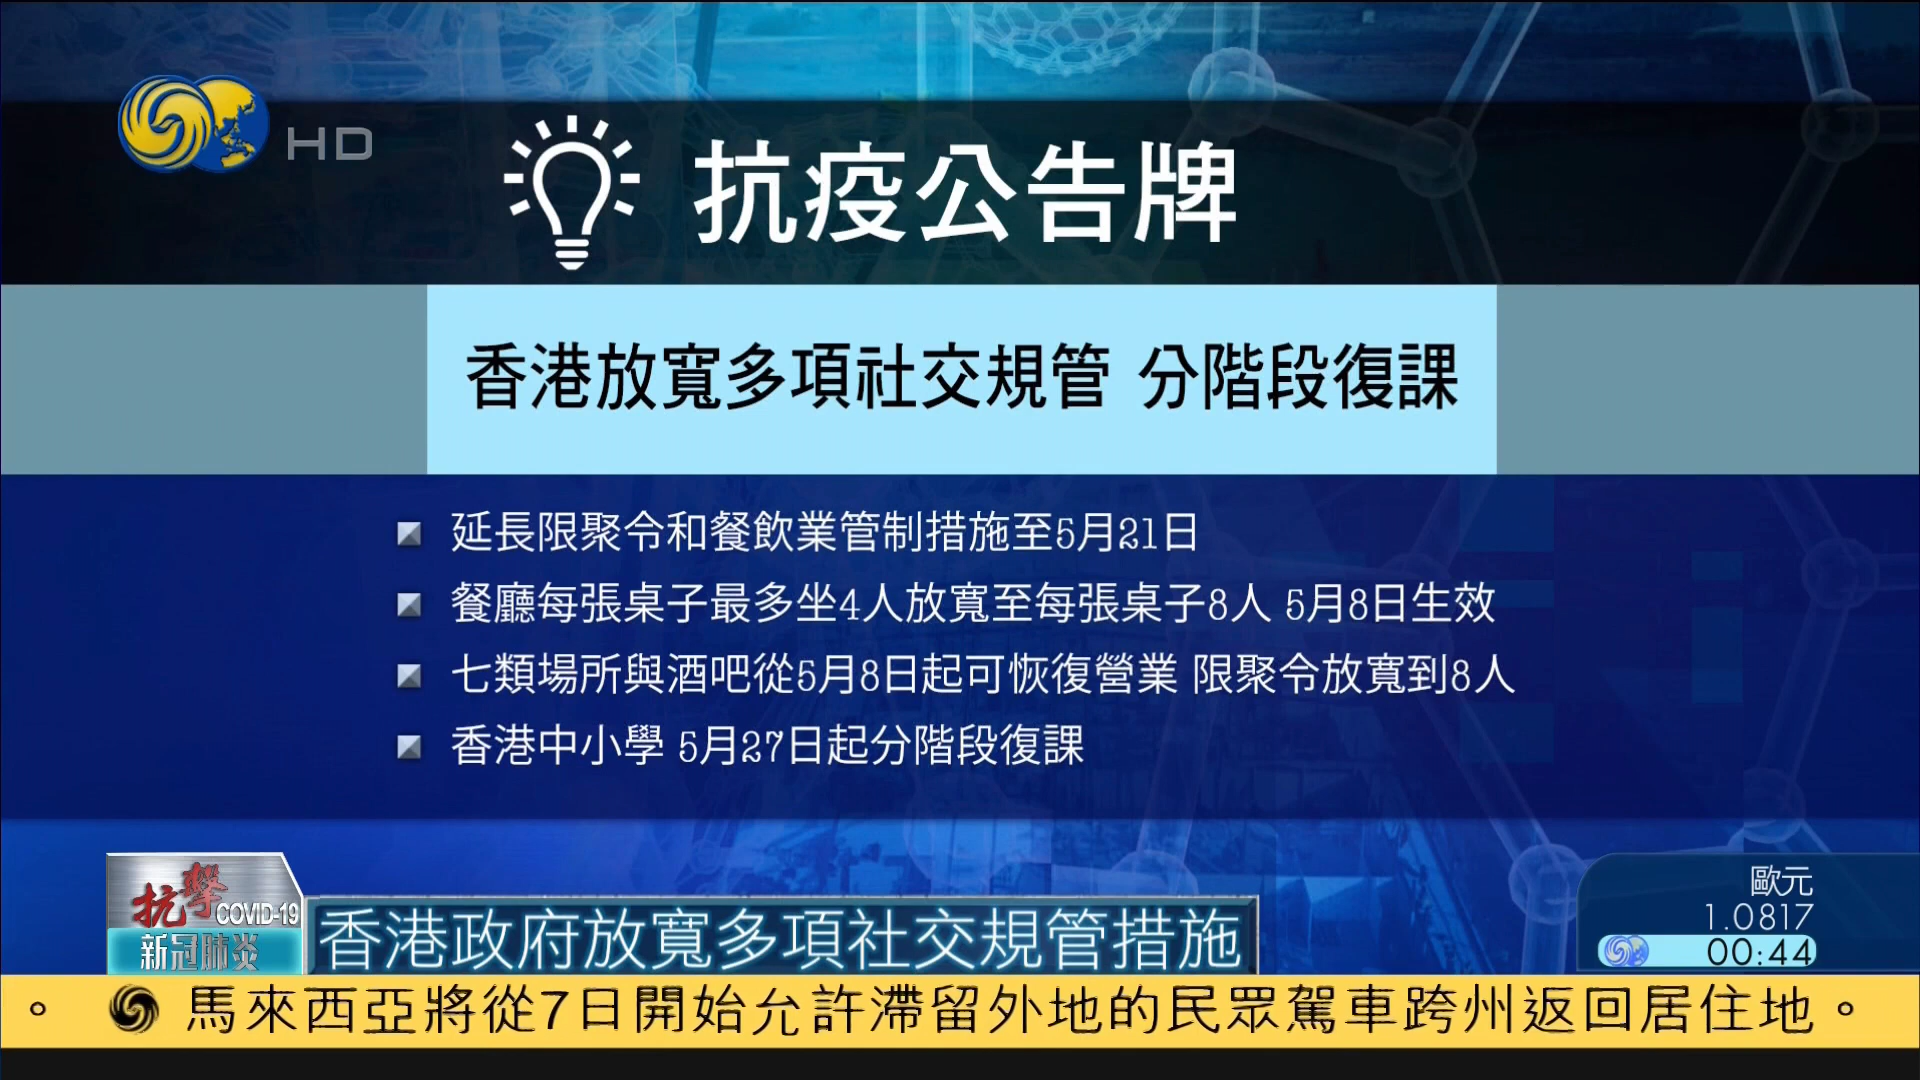 HD
抗疫公告牌
香港放寬多項社交規管 分階段復課
延長限聚令和餐飲業管制措施至5月21日
餐廳每張桌子最多坐4人放寬至每張桌子8人 5月8日生效
七類場所與酒吧從5月8日起可恢復營業 限聚令放寬到8人
香港中小學 5月27日起分階段復課
抗擊COVID-19
新冠肺炎
香港政府放寬多項社交規管措施
歐元
1.0817
00:44
。 馬來西亞將從7日開始允許滯留外地的民眾駕車跨州返回居住地。